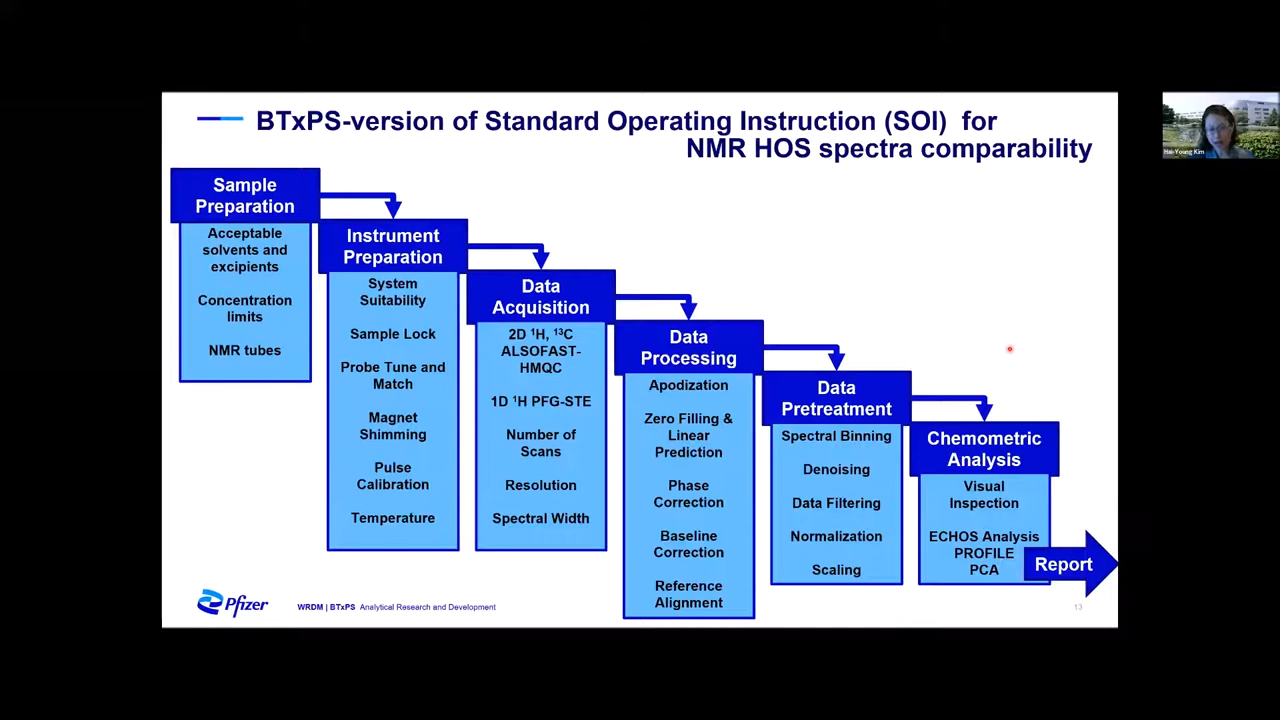 BTxPS-version of Standard Operating Instruction (SOI) for
NMR HOS spectra comparability
Sample
Preparation
Acceptable
solvents and
excipients
Concentration
limits
NMR tubes
Instrument
Preparation
System
Suitability
Sample Lock
Probe Tune and
Match
Magnet
Shimming
Pulse
Calibration
Temperature
Data
Acquisition
2D ¹H, ¹³C
ALSOFAST-
HMQC
1D ¹H PFG-STE
Number of
Scans
Resolution
Spectral Width
Data
Processing
Apodization
Zero Filling &
Linear
Prediction
Phase
Correction
Baseline
Correction
Reference
Alignment
Data
Pretreatment
Spectral Binning
Denoising
Data Filtering
Normalization
Scaling
Chemometric
Analysis
Visual
Inspection
ECHOS Analysis
PROFILE
PCA
Report
Pfizer
WRDM | BTxPS Analytical Research and Development
13
Hai-Young Kim